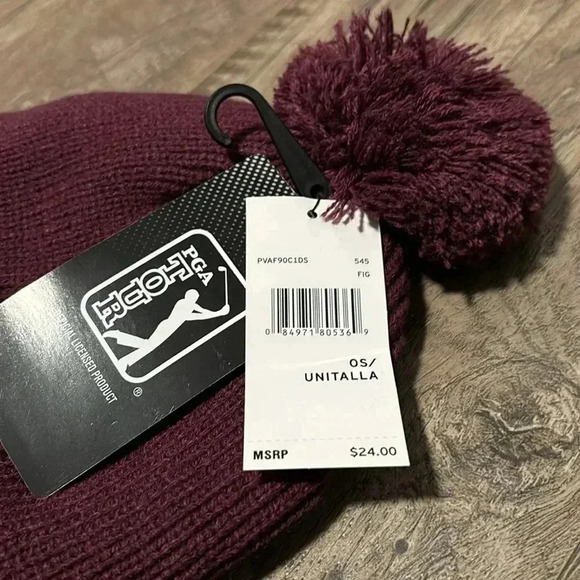 PGA
TOUR
®
LICENSED PRODUCT
PVAF90C1DS 545
FIG
0 84971 80536 9
OS/
UNITALLA
MSRP $24.00